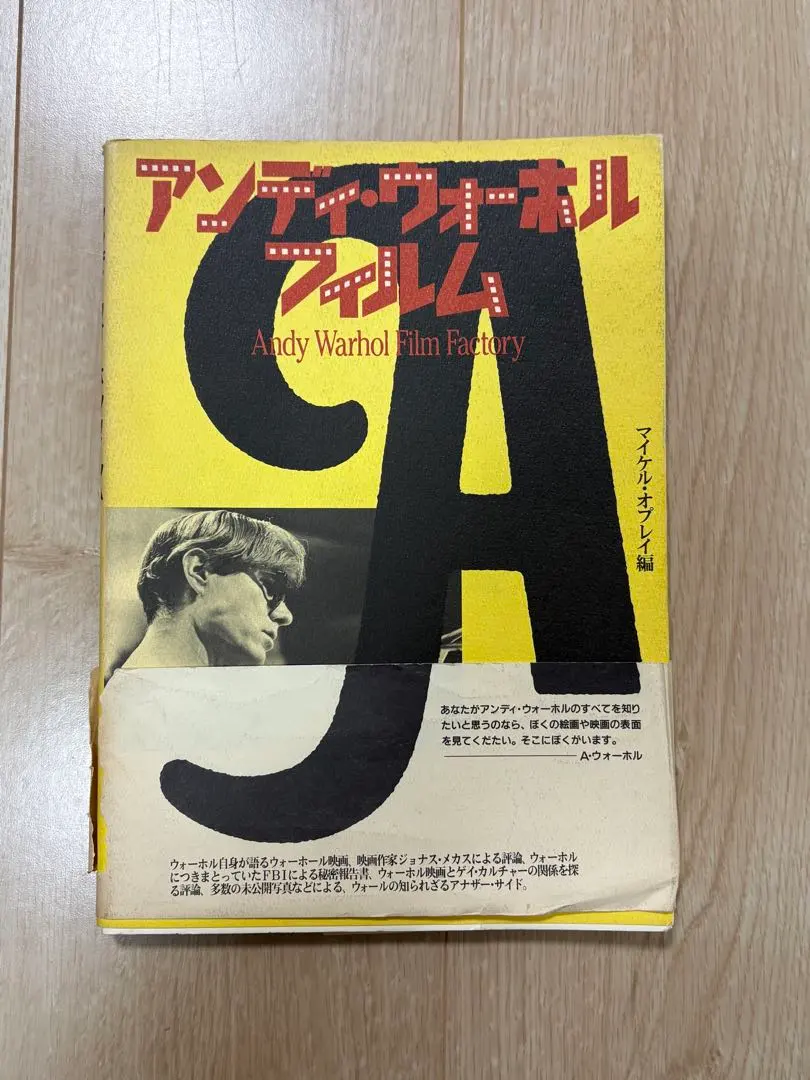 アンディ・ウォーホル
フィルム
Andy Warhol Film Factory
マイケル・オプレイ編
あなたがアンディ・ウォーホルのすべてを知り
たいと思うのなら、ぼくの絵画や映画の表面
を見てくだたい。そこにぼくがいます。
A・ウォーホル
ウォーホル自身が語るウォーホール映画、映画作家ジョナス・メカスによる評論、ウォーホル
につきまとっていたFBIによる秘密報告書、ウォーホル映画とゲイ・カルチャーの関係を探
る評論、多数の未公開写真などによる、ウォールの知られざるアナザー・サイド。